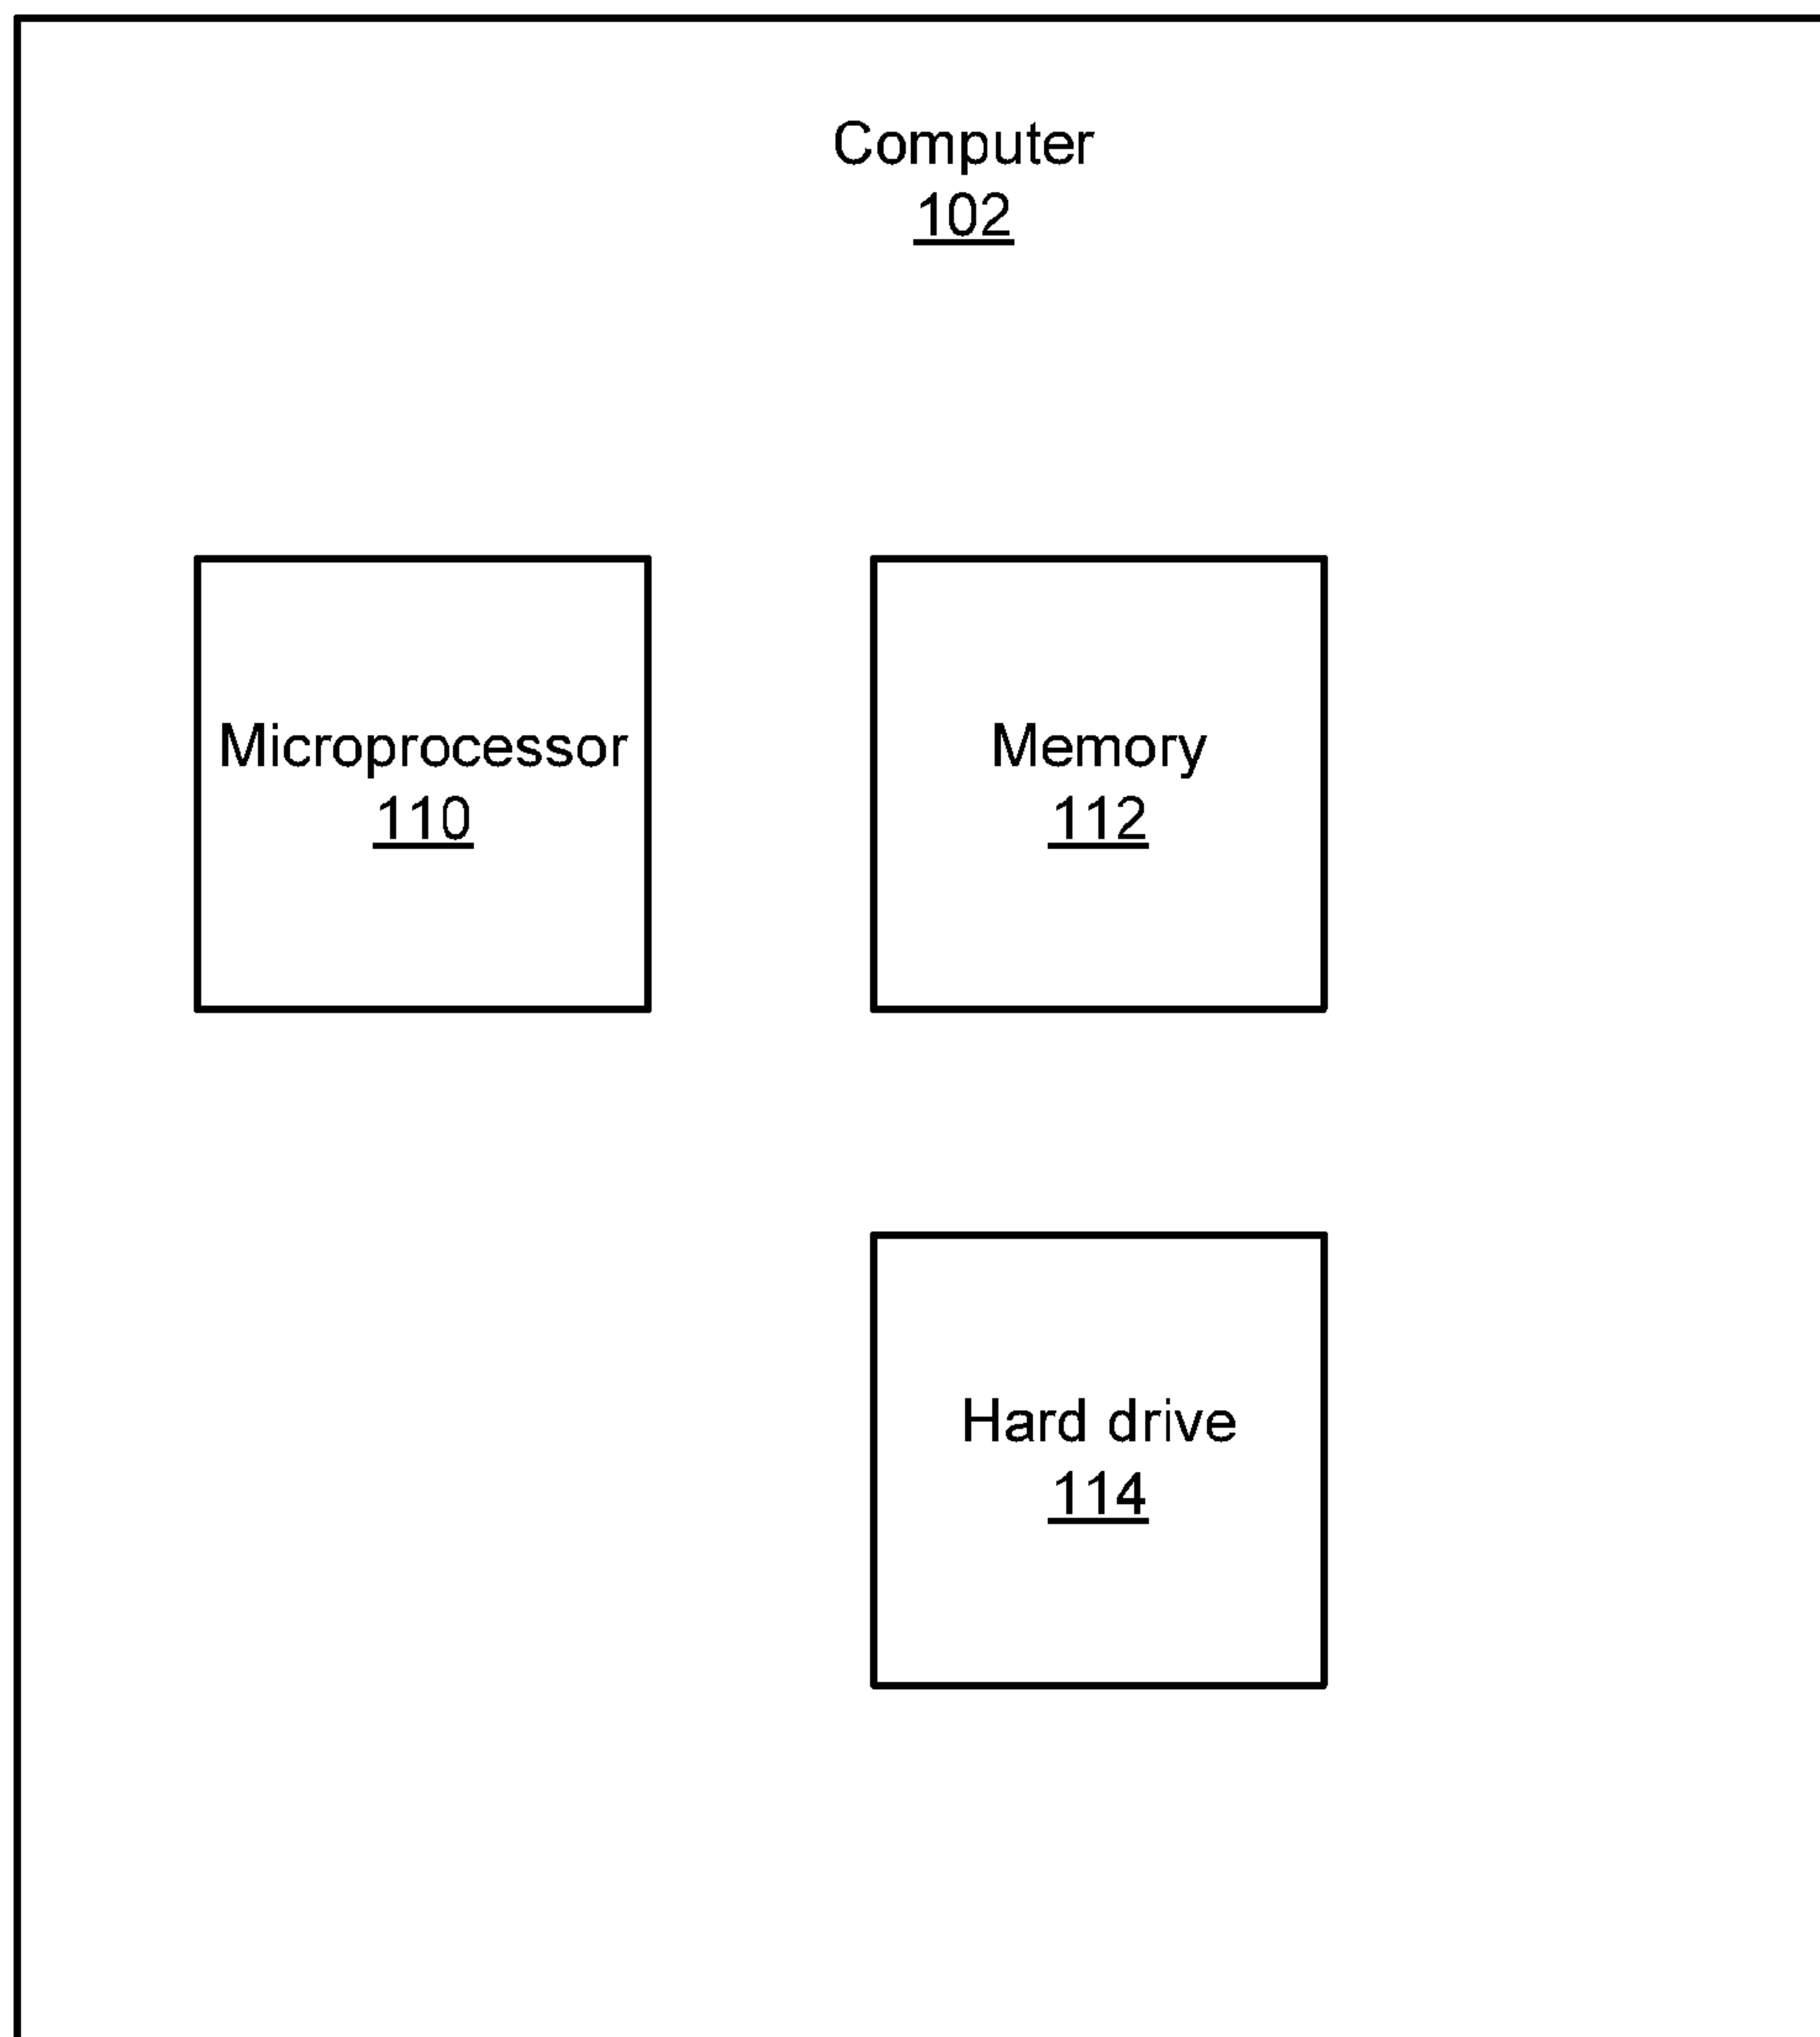 Computer
102
Microprocessor
110
Memory
112
Hard drive
114